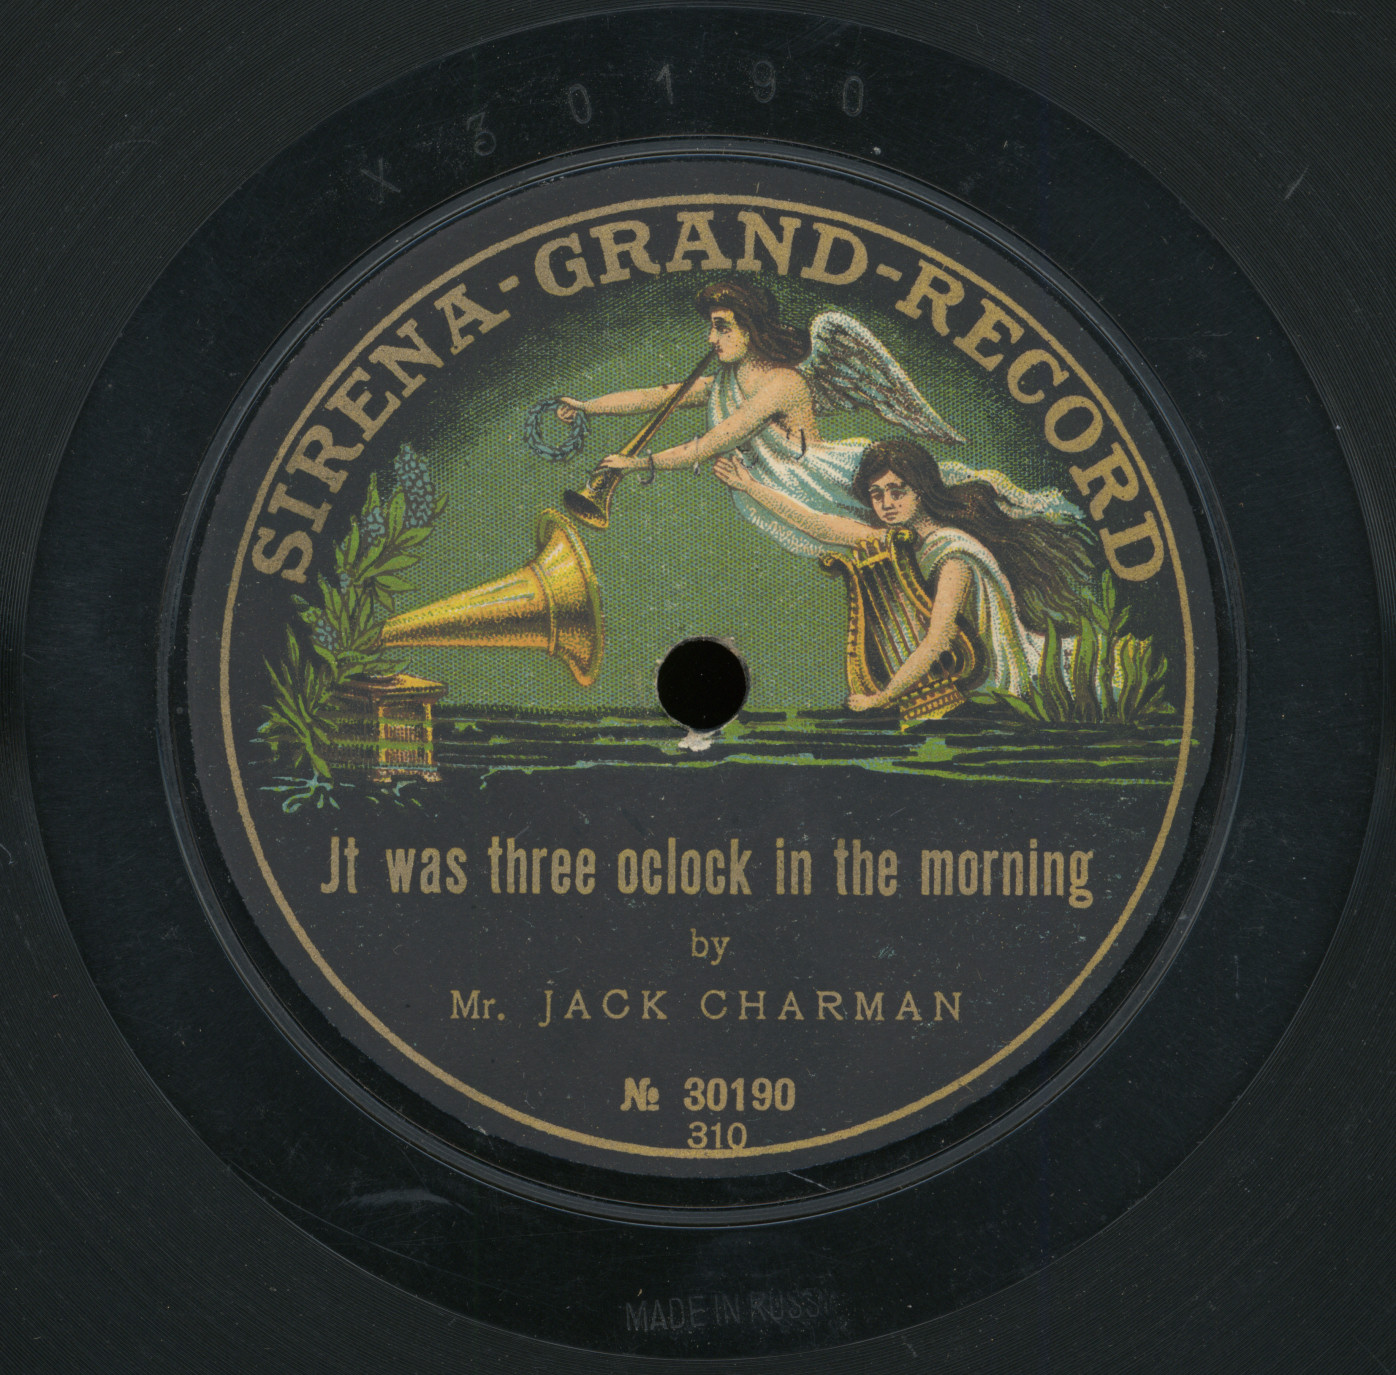 x 30190
SIRENA-GRAND-RECORD
Jt was three oclock in the morning
by
Mr. JACK CHARMAN
№ 30190
310
MADE IN RUSSIA